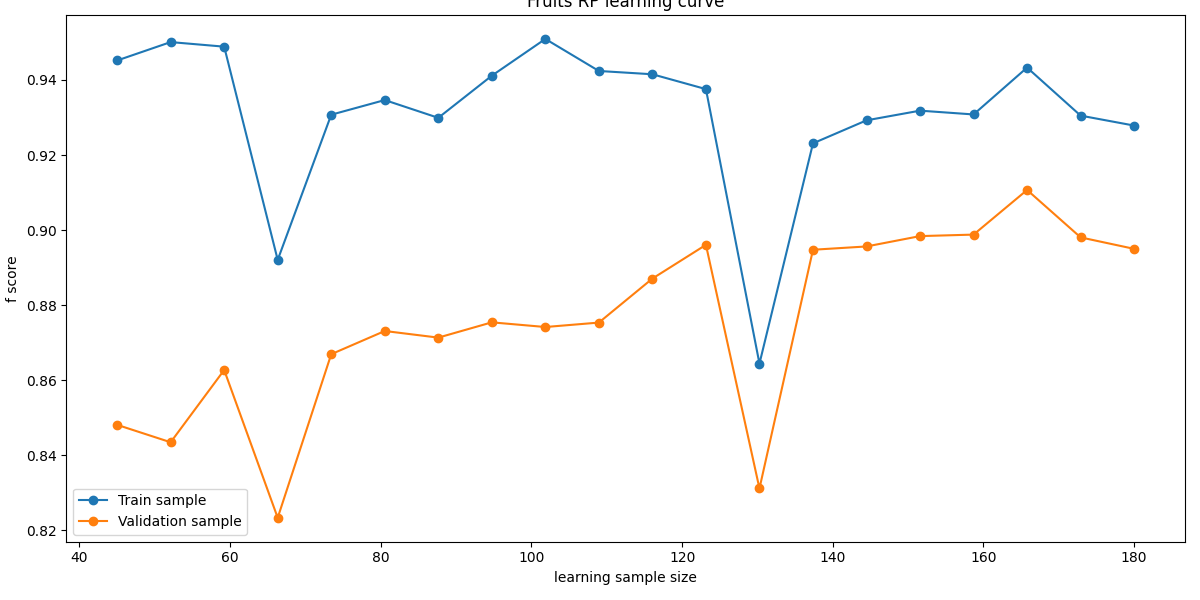 Fruits RP learning curve
f score
0.94
0.92
0.90
0.88
0.86
0.84
0.82
Train sample
Validation sample
40 60 80 100 120 140 160 180
learning sample size